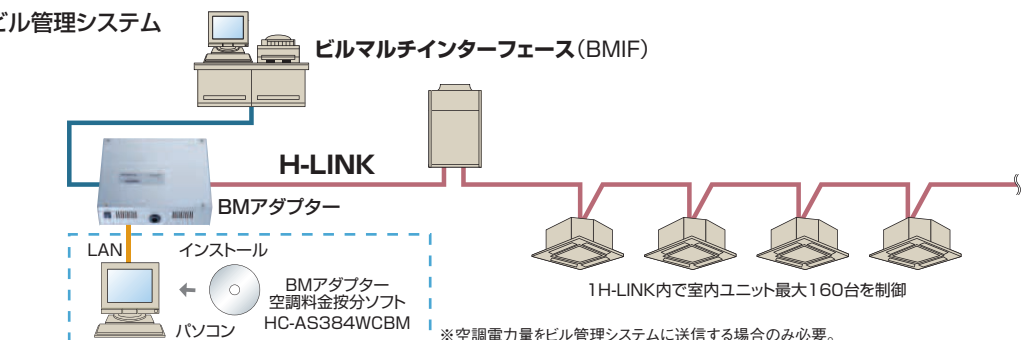 ビル管理システム
ビルマルチインターフェース(BMIF)
H-LINK
BMアダプター
LAN
インストール
BMアダプター
空調料金按分ソフト
HC-AS384WCBM
パソコン
1H-LINK内で室内ユニット最大160台を制御
※空調電力量をビル管理システムに送信する場合のみ必要。